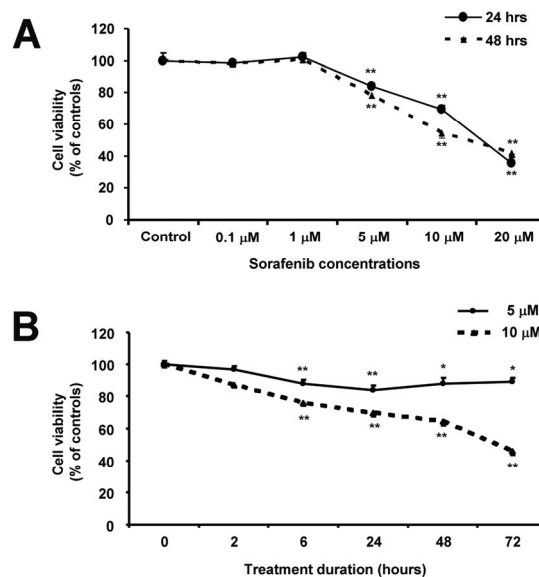 A
24 hrs
48 hrs
Cell viability
(% of controls)
120
100
80
60
40
20
0
**
**
**
**
**
**
Control
0.1 μM
1 μM
5 μM
10 μM
20 μM
Sorafenib concentrations
B
5 μM
10 μM
Cell viability
(% of controls)
120
100
80
60
40
20
0
**
**
*
*
**
**
**
**
0
2
6
24
48
72
Treatment duration (hours)